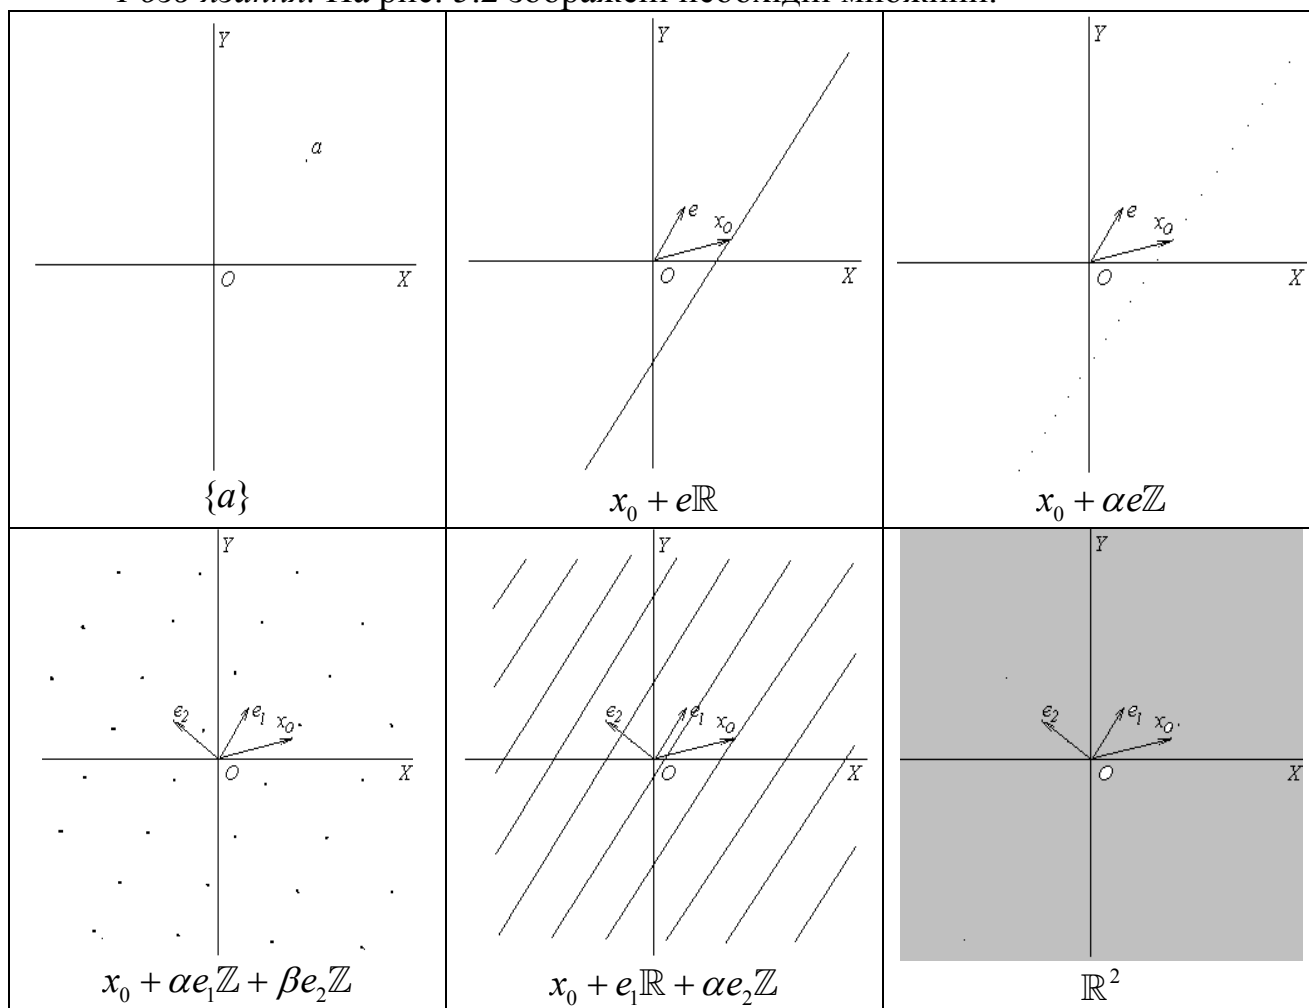 Розв'язання. На рис. 5.2 зображені необхідні множини.
Y
a
O X
{a}
Y
e x₀
O X
x₀ + eℝ
Y
e x₀
O X
x₀ + αeℤ
Y
e₂ e₁ x₀
O X
x₀ + αe₁ℤ + βe₂ℤ
Y
e₂ e₁ x₀
O X
x₀ + e₁ℝ + αe₂ℤ
Y
e₂ e₁ x₀
O X
ℝ²